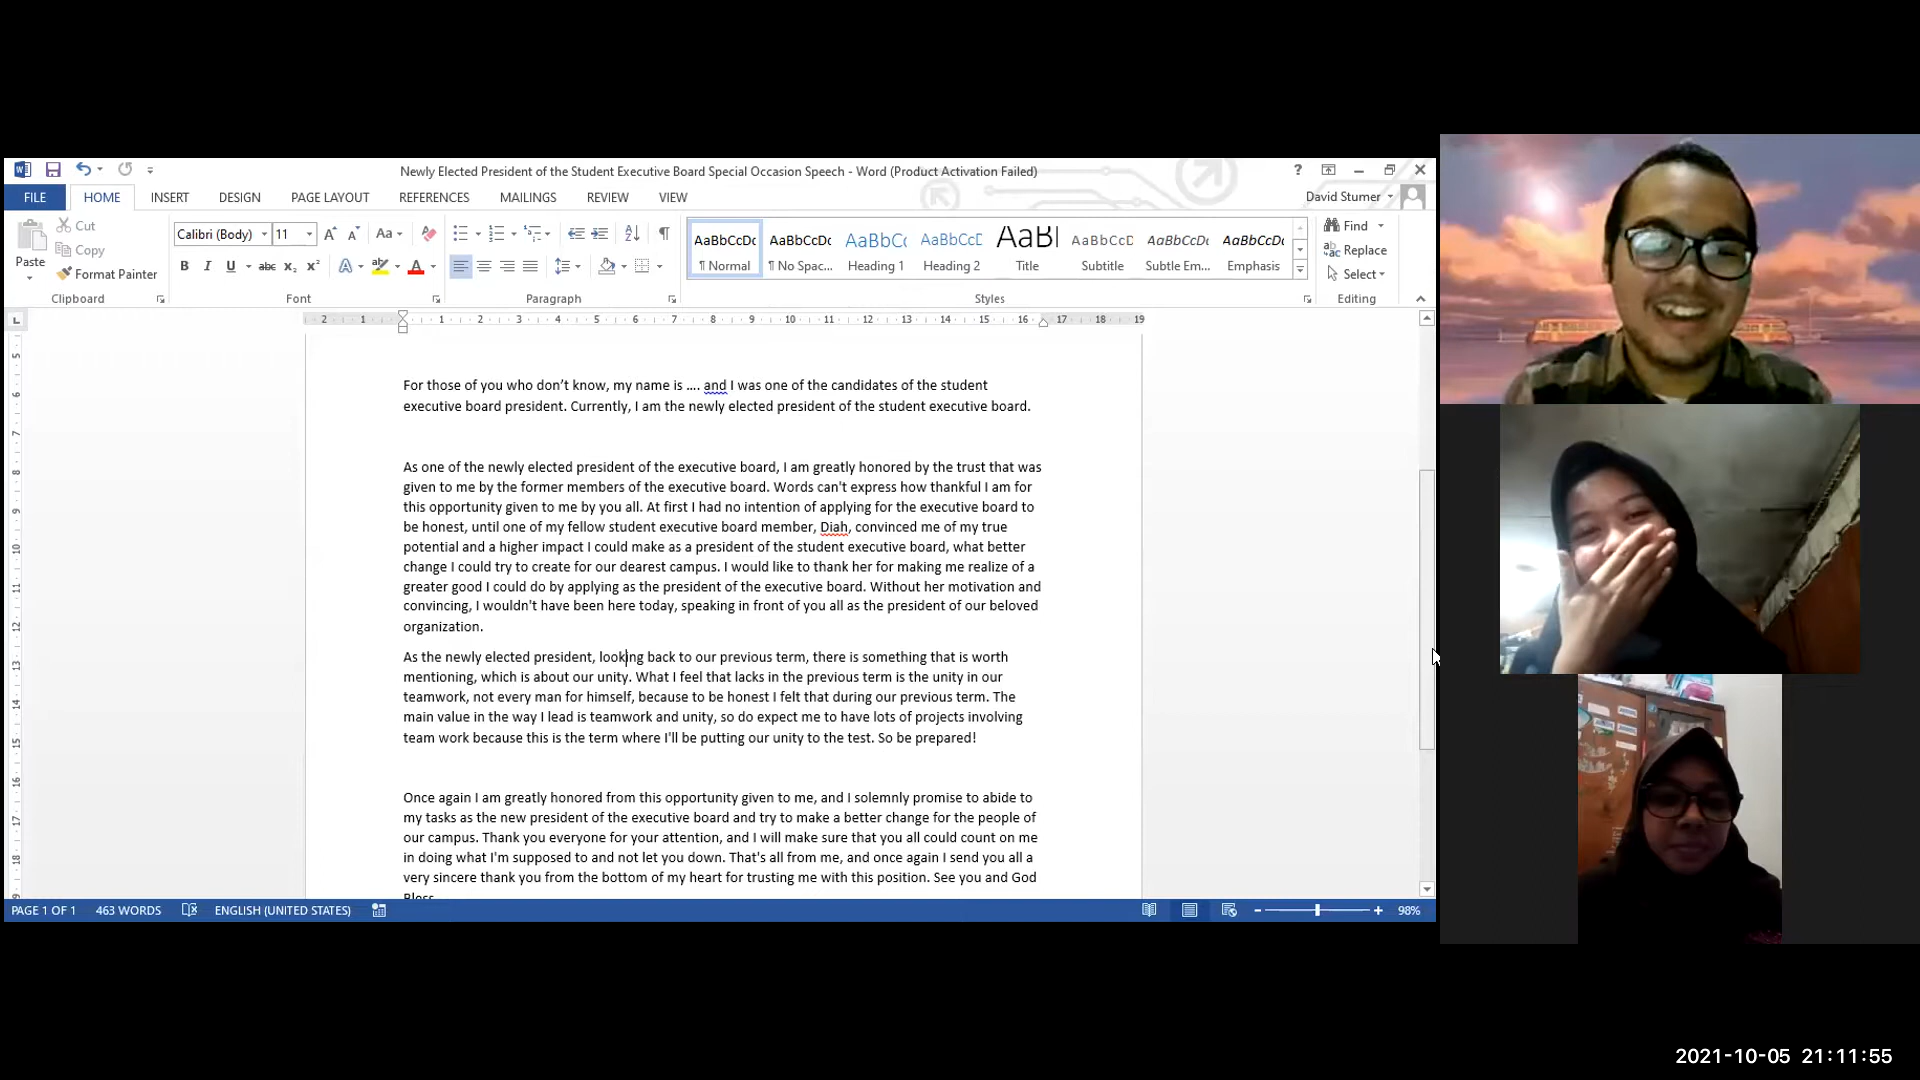 Newly Elected President of the Student Executive Board Special Occasion Speech - Word (Product Activation Failed)
FILE HOME INSERT DESIGN PAGE LAYOUT REFERENCES MAILINGS REVIEW VIEW David Stumer
Paste
Cut
Copy
Format Painter
Clipboard
Calibri (Body) 11
Font
Paragraph
AaBbCcDc AaBbCcDc AaBbCc AaBbCcD AaBl AaBbCcD AaBbCcDc AaBbCcDc
¶ Normal ¶ No Spac... Heading 1 Heading 2 Title Subtitle Subtle Em... Emphasis
Styles
Find
Replace
Select
Editing
2 1 1 2 3 4 5 6 7 8 9 10 11 12 13 14 15 16 17 18 19
For those of you who don’t know, my name is .... and I was one of the candidates of the student
executive board president. Currently, I am the newly elected president of the student executive board.
As one of the newly elected president of the executive board, I am greatly honored by the trust that was
given to me by the former members of the executive board. Words can't express how thankful I am for
this opportunity given to me by you all. At first I had no intention of applying for the executive board to
be honest, until one of my fellow student executive board member, Diah, convinced me of my true
potential and a higher impact I could make as a president of the student executive board, what better
change I could try to create for our dearest campus. I would like to thank her for making me realize of a
greater good I could do by applying as the president of the executive board. Without her motivation and
convincing, I wouldn't have been here today, speaking in front of you all as the president of our beloved
organization.
As the newly elected president, looking back to our previous term, there is something that is worth
mentioning, which is about our unity. What I feel that lacks in the previous term is the unity in our
teamwork, not every man for himself, because to be honest I felt that during our previous term. The
main value in the way I lead is teamwork and unity, so do expect me to have lots of projects involving
team work because this is the term where I'll be putting our unity to the test. So be prepared!
Once again I am greatly honored from this opportunity given to me, and I solemnly promise to abide to
my tasks as the new president of the executive board and try to make a better change for the people of
our campus. Thank you everyone for your attention, and I will make sure that you all could count on me
in doing what I'm supposed to and not let you down. That's all from me, and once again I send you all a
very sincere thank you from the bottom of my heart for trusting me with this position. See you and God
Bless
PAGE 1 OF 1 463 WORDS ENGLISH (UNITED STATES) 98%
2021-10-05 21:11:55